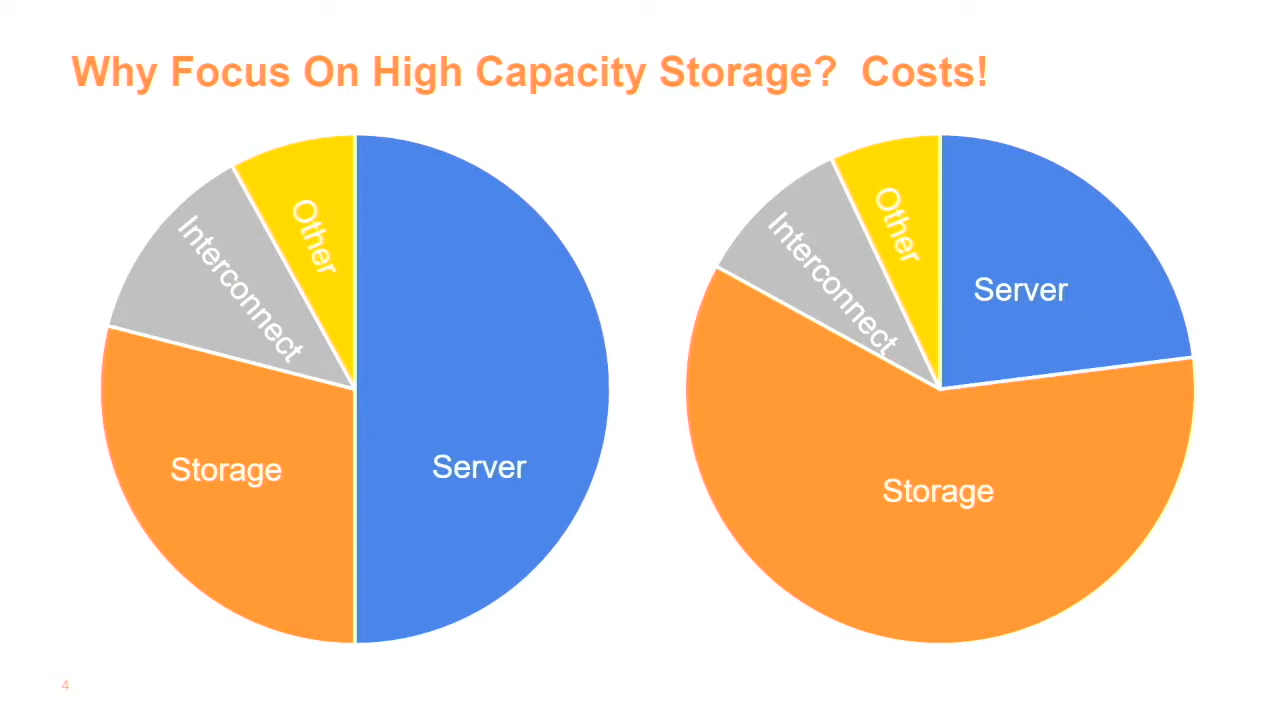 Why Focus On High Capacity Storage?  Costs!
Other
Interconnect
Storage
Server
Other
Interconnect
Server
Storage
4